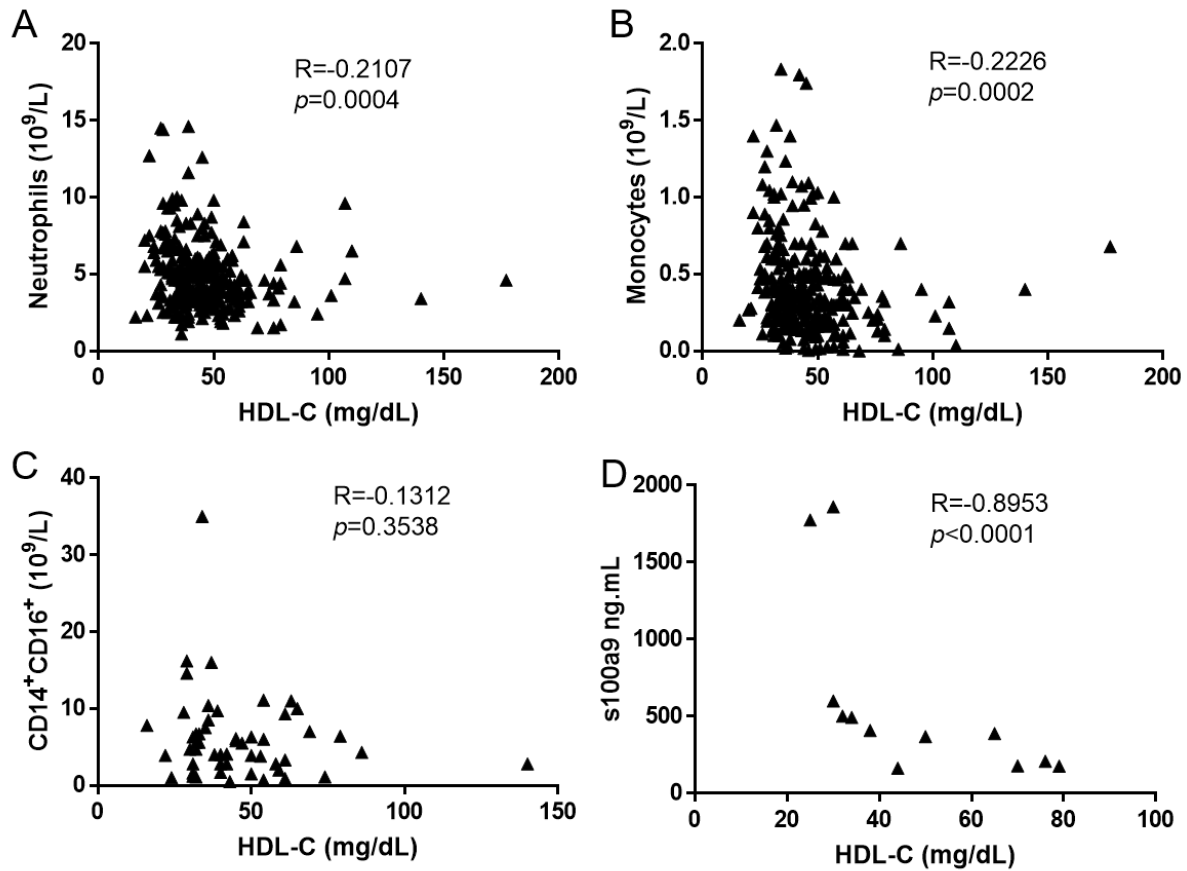 A
R=-0.2107
p=0.0004
Neutrophils (10⁹/L)
20
15
10
5
0
0 50 100 150 200
HDL-C (mg/dL)
B
R=-0.2226
p=0.0002
Monocytes (10⁹/L)
2.0
1.5
1.0
0.5
0.0
0 50 100 150 200
HDL-C (mg/dL)
C
R=-0.1312
p=0.3538
CD14⁺CD16⁺ (10⁹/L)
40
30
20
10
0
0 50 100 150
HDL-C (mg/dL)
D
R=-0.8953
p<0.0001
s100a9 ng.mL
2000
1500
1000
500
0
0 20 40 60 80 100
HDL-C (mg/dL)